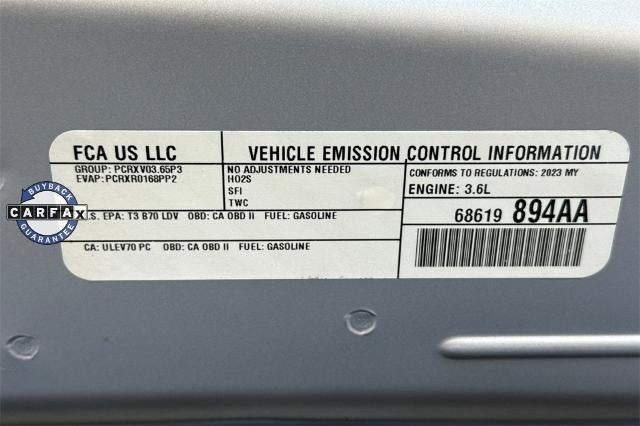 FCA US LLC
VEHICLE EMISSION CONTROL INFORMATION
GROUP: PCRXV03.65P3
EVAP: PCRXR0168PP2
NO ADJUSTMENTS NEEDED
HO2S
SFI
TWC
CONFORMS TO REGULATIONS: 2023 MY
ENGINE: 3.6L
68619 894AA
U.S. EPA: T3 B70 LDV OBD: CA OBD II FUEL: GASOLINE
CA: ULEV70 PC OBD: CA OBD II FUEL: GASOLINE
BUYBACK
CARFAX
GUARANTEE